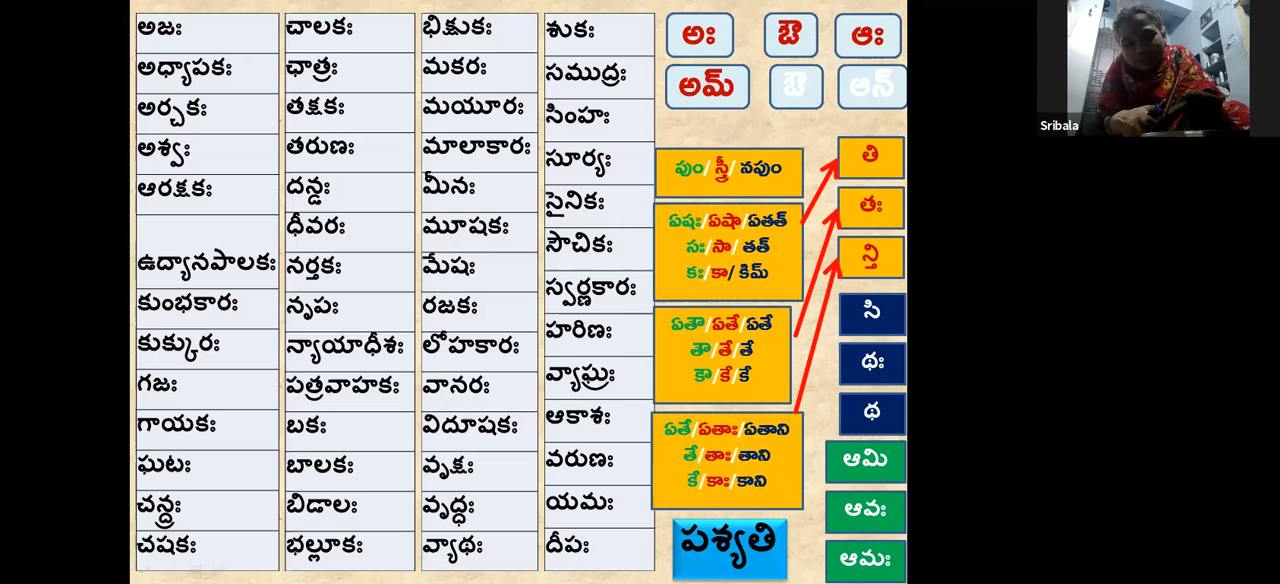 అజః
అధ్యాపకః
అర్చకః
అశ్వః
ఆరక్షకః
ఉద్యానపాలకః
కుంభకారః
కుక్కురః
గజః
గాయకః
ఘటః
చన్ద్రః
చషకః
చాలకః
ఛాత్రః
తక్షకః
తరుణః
దన్డః
ధీవరః
నర్తకః
నృపః
న్యాయాధీశః
పత్రవాహకః
బకః
బాలకః
బిడాలః
భల్లూకః
భిక్షుకః
మకరః
మయూరః
మాలాకారః
మీనః
మూషకః
మేషః
రజకః
లోహకారః
వానరః
విదూషకః
వృక్షః
వృద్ధః
వ్యాథః
శుకః
సముద్రః
సింహః
సూర్యః
సైనికః
సౌచికః
స్వర్ణకారః
హరిణః
వ్యాఘ్రః
ఆకాశః
వరుణః
యమః
దీపః
అః ఔ ఆః
అమ్ ఔ ఆన్
పుం/ స్త్రీ/ నపుం
ఏషః/ఏషా/ఏతత్
సః/సా/ తత్
కః/కా/ కిమ్
ఏతౌ/ఏతే/ఏతే
తౌ/తే/తే
కౌ/కే/కే
ఏతే/ఏతాః/ఏతాని
తే/తాః/తాని
కే/కాః/కాని
పశ్యతి
తి
తః
న్తి
సి
థః
థ
ఆమి
ఆవః
ఆమః
Sribala